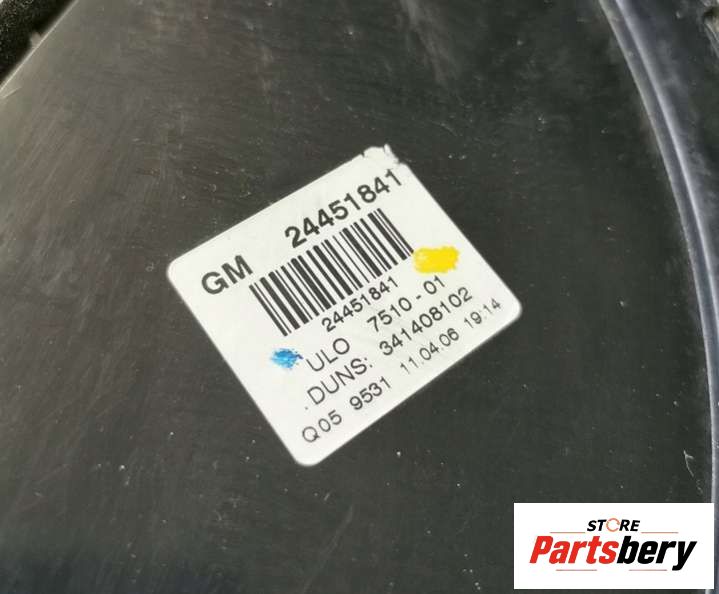 GM 24451841
24451841
ULO 7510-01
DUNS: 341408102
Q05 9531 11.04.06 19:14
STORE
Partsbery